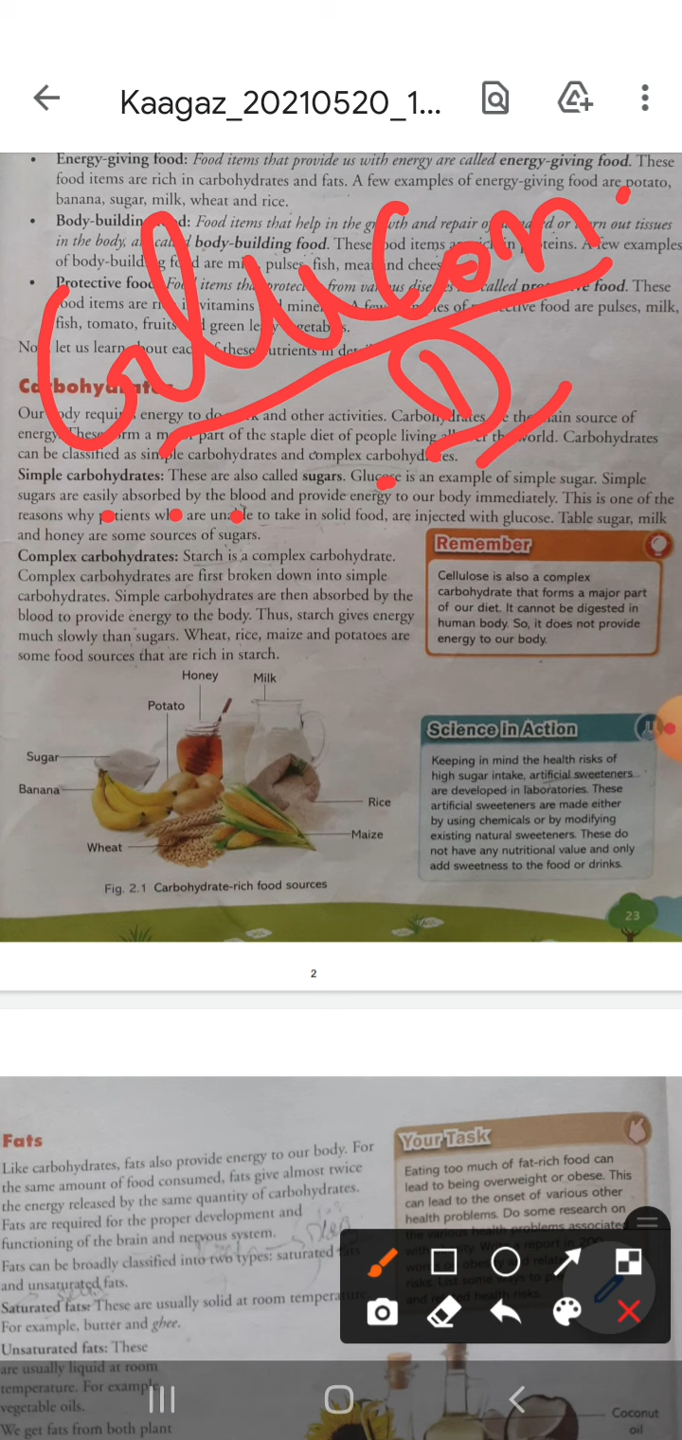 Kaagaz_20210520_1...
• Energy-giving food: Food items that provide us with energy are called energy-giving food. These
food items are rich in carbohydrates and fats. A few examples of energy-giving food are potato,
banana, sugar, milk, wheat and rice.
• Body-building food: Food items that help in the growth and repair of or worn out tissues
in the body, are called body-building food. These food items are rich in proteins. A few examples
of body-building food are milk, pulses, fish, meat and cheese.
• Protective food: Food items that protect from various diseases called protective food. These
food items are rich in vitamins and minerals. A few examples of protective food are pulses, milk,
fish, tomato, fruits and green leafy vegetables.
Now, let us learn about each of these nutrients in detail.
Glucon
D
Carbohydrates
Our body requires energy to do work and other activities. Carbohydrates are the main source of
energy. These form a major part of the staple diet of people living all over the world. Carbohydrates
can be classified as simple carbohydrates and complex carbohydrates.
Simple carbohydrates: These are also called sugars. Glucose is an example of simple sugar. Simple
sugars are easily absorbed by the blood and provide energy to our body immediately. This is one of the
reasons why patients who are unable to take in solid food, are injected with glucose. Table sugar, milk
and honey are some sources of sugars.
Complex carbohydrates: Starch is a complex carbohydrate.
Complex carbohydrates are first broken down into simple
carbohydrates. Simple carbohydrates are then absorbed by the
blood to provide energy to the body. Thus, starch gives energy
much slowly than sugars. Wheat, rice, maize and potatoes are
some food sources that are rich in starch.
Remember
Cellulose is also a complex
carbohydrate that forms a major part
of our diet. It cannot be digested in
human body. So, it does not provide
energy to our body.
Honey
Milk
Potato
Sugar
Banana
Rice
Maize
Wheat
Fig. 2.1 Carbohydrate-rich food sources
Science in Action
Keeping in mind the health risks of
high sugar intake, artificial sweeteners
are developed in laboratories. These
artificial sweeteners are made either
by using chemicals or by modifying
existing natural sweeteners. These do
not have any nutritional value and only
add sweetness to the food or drinks.
23
2
Fats
Like carbohydrates, fats also provide energy to our body. For
the same amount of food consumed, fats give almost twice
the energy released by the same quantity of carbohydrates.
Fats are required for the proper development and
functioning of the brain and nervous system.
Fats can be broadly classified into two types: saturated fats
and unsaturated fats.
Saturated fats: These are usually solid at room temperature.
For example, butter and ghee.
Unsaturated fats: These
are usually liquid at room
temperature. For example
vegetable oils.
We get fats from both plant
Your Task
Eating too much of fat-rich food can
lead to being overweight or obese. This
can lead to the onset of various other
health problems. Do some research on
the various health problems associated
Coconut
oil